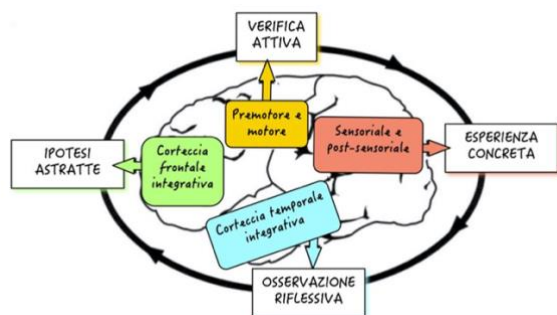 VERIFICA
ATTIVA
Premotore e
motore
Sensoriale e
post-sensoriale
ESPERIENZA
CONCRETA
IPOTESI
ASTRATTE
Corteccia
frontale
integrativa
Corteccia temporale
integrativa
OSSERVAZIONE
RIFLESSIVA